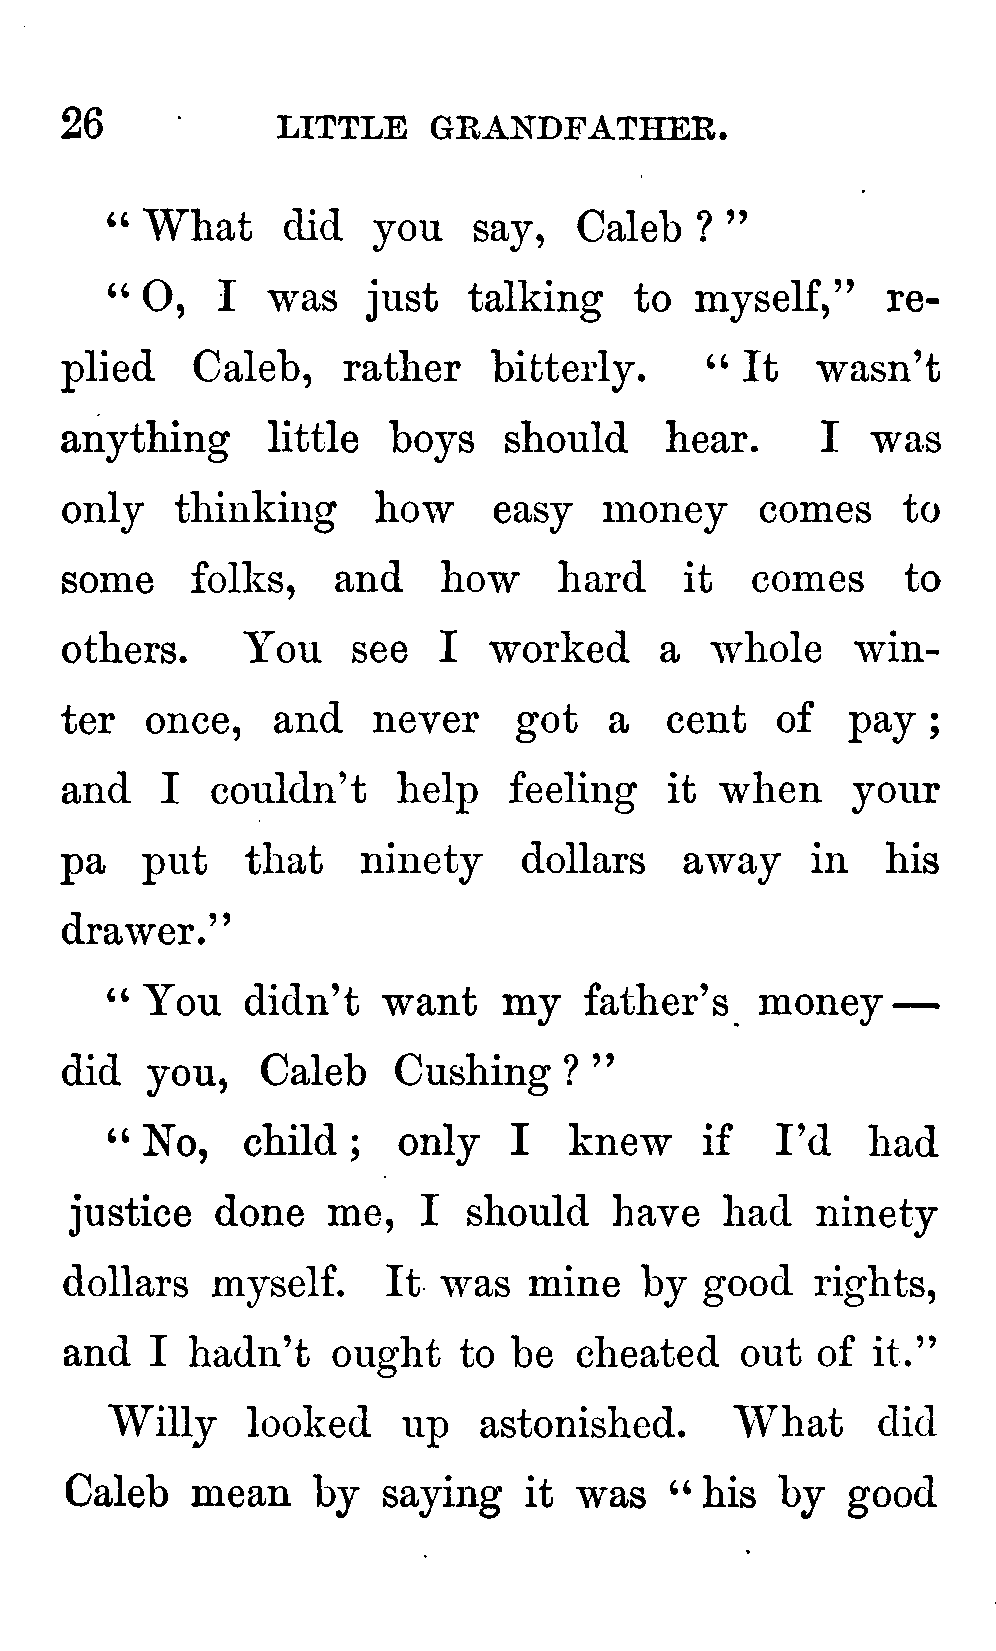 26 LITTLE GRANDFATHER.
“ What did you say, Caleb ? ”
“ O, I was just talking to myself,” re-
plied Caleb, rather bitterly. “ It wasn’t
anything little boys should hear. I was
only thinking how easy money comes to
some folks, and how hard it comes to
others. You see I worked a whole win-
ter once, and never got a cent of pay ;
and I couldn’t help feeling it when your
pa put that ninety dollars away in his
drawer.”
“ You didn’t want my father’s money —
did you, Caleb Cushing ? ”
“ No, child ; only I knew if I’d had
justice done me, I should have had ninety
dollars myself. It was mine by good rights,
and I hadn’t ought to be cheated out of it.”
Willy looked up astonished. What did
Caleb mean by saying it was “ his by good